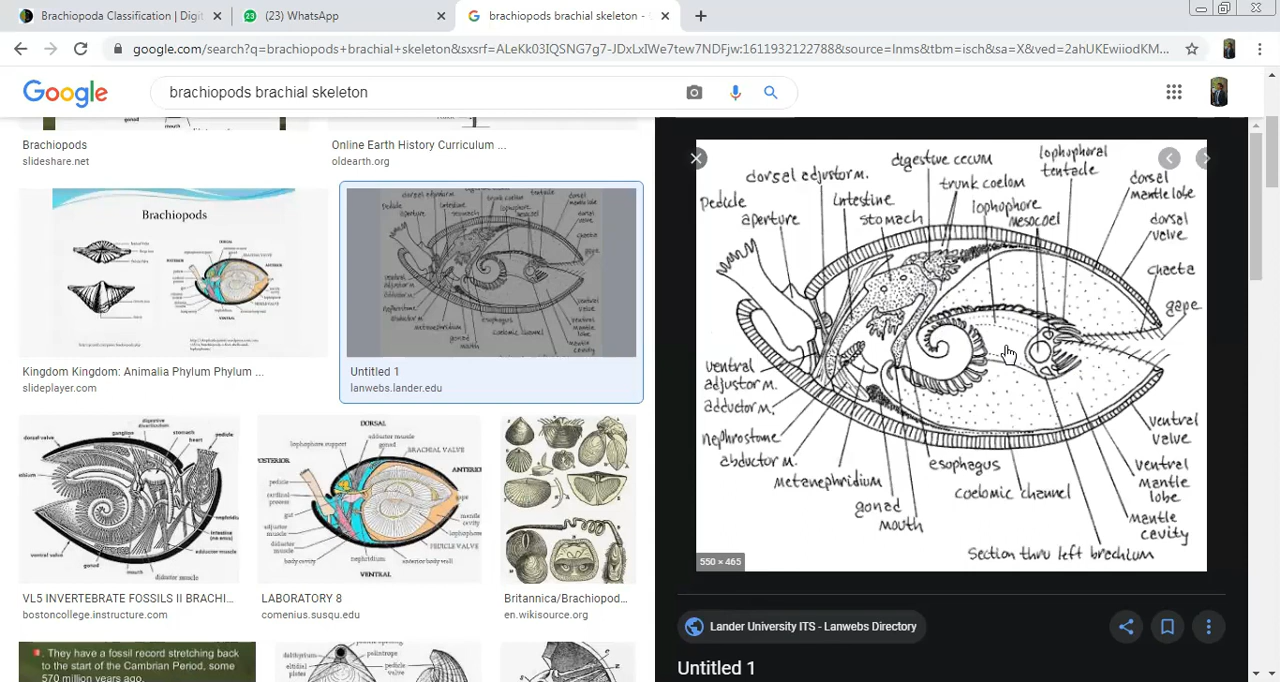 Brachiopoda Classification | Digit
(23) WhatsApp
brachiopods brachial skeleton -
google.com/search?q=brachiopods+brachial+skeleton&sxsrf=ALeKk03IQSNG7g7-JDxLxIWe7tew7NDFjw:1611932122788&source=lnms&tbm=isch&sa=X&ved=2ahUKEwiiodKM...
Google
brachiopods brachial skeleton
Brachiopods
slideshare.net
Online Earth History Curriculum ...
oldearth.org
Brachiopods
Kingdom Kingdom: Animalia Phylum Phylum ...
slideplayer.com
Untitled 1
lanwebs.lander.edu
VL5 INVERTEBRATE FOSSILS II BRACHI...
bostoncollege.instructure.com
DORSAL
BRACHIAL VALVE
PEDICLE VALVE
VENTRAL
LABORATORY 8
comenius.susqu.edu
Britannica/Brachiopod...
en.wikisource.org
They have a fossil record stretching back
to the start of the Cambrian Period, some
570 million years ago.
digestive cecum
lophophoral
tentacle
dorsal adjustor m.
trunk coelom
dorsal
mantle lobe
Pedicle
aperture
intestine
stomach
lophophore
mesocoel
dorsal
valve
chaeta
gape
ventral
adjustor m.
adductor m.
nephrostome
abductor m.
metanephridium
gonad
mouth
esophagus
coelomic channel
ventral
valve
ventral
mantle
lobe
mantle
cavity
Section thru left brachium
550 × 465
Lander University ITS - Lanwebs Directory
Untitled 1